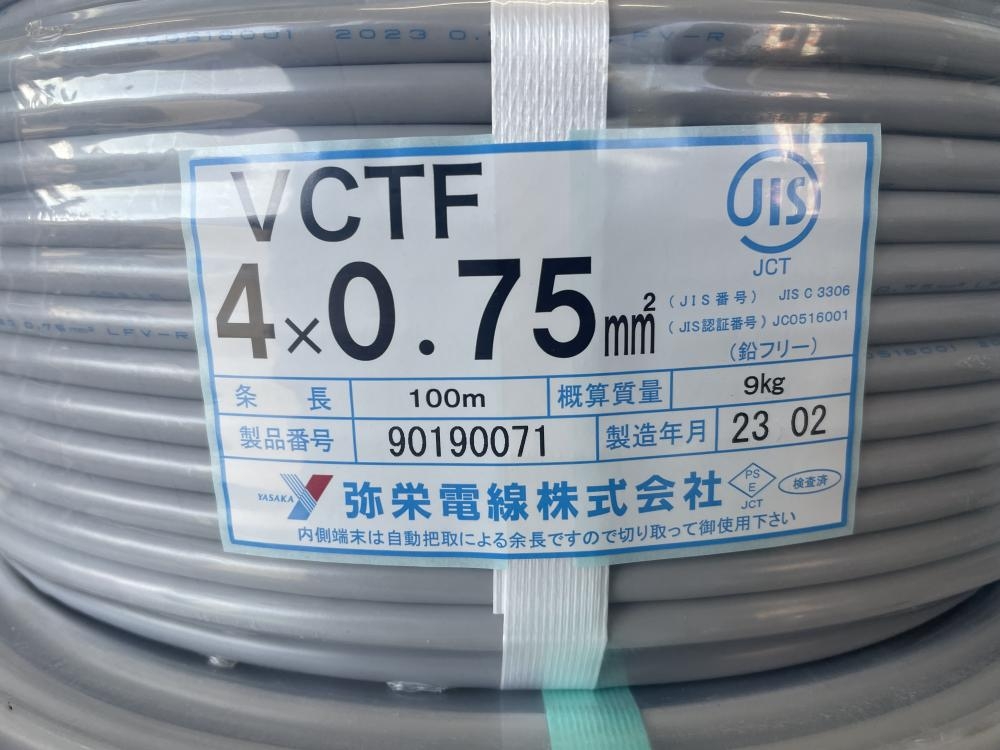 2023
VCTF
JIS
JCT
4×0.75mm²
(JIS番号) JIS C 3306
(JIS認証番号) JC0516001
(鉛フリー)
条長 100m 概算質量 9kg
製品番号 90190071 製造年月 23 02
YASAKA 弥栄電線株式会社
PS
E
JCT
検査済
内側端末は自動把取による余長ですので切り取って御使用下さい